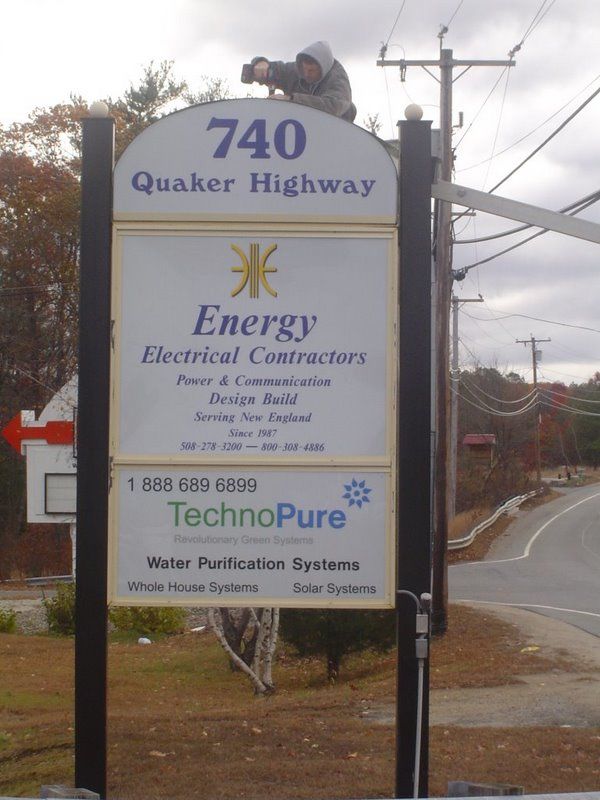 740
Quaker Highway
Energy
Electrical Contractors
Power & Communication
Design Build
Serving New England
Since 1987
508-278-3200 — 800-308-4886
1 888 689 6899
TechnoPure
Revolutionary Green Systems
Water Purification Systems
Whole House Systems Solar Systems